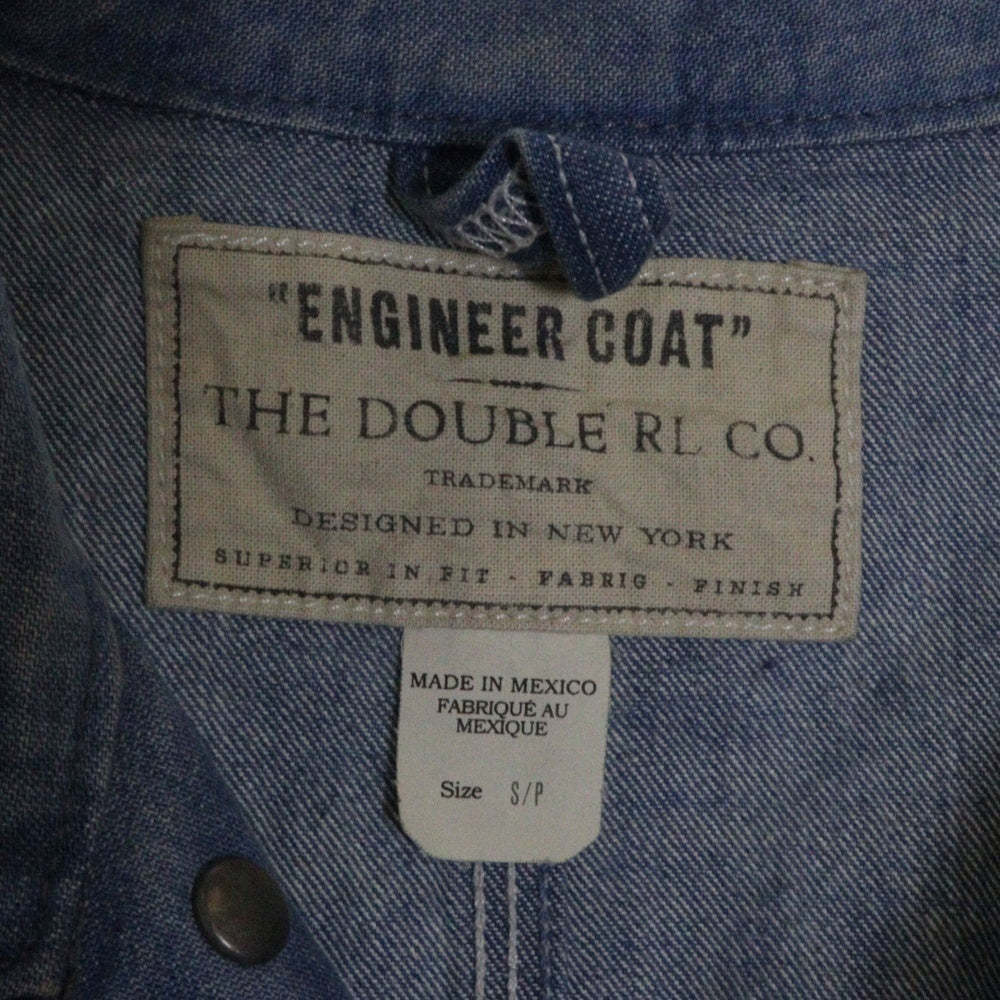 "ENGINEER COAT"
THE DOUBLE RL CO.
TRADEMARK
DESIGNED IN NEW YORK
SUPERIOR IN FIT - FABRIC - FINISH
MADE IN MEXICO
FABRIQUÉ AU
MEXIQUE
Size S/P